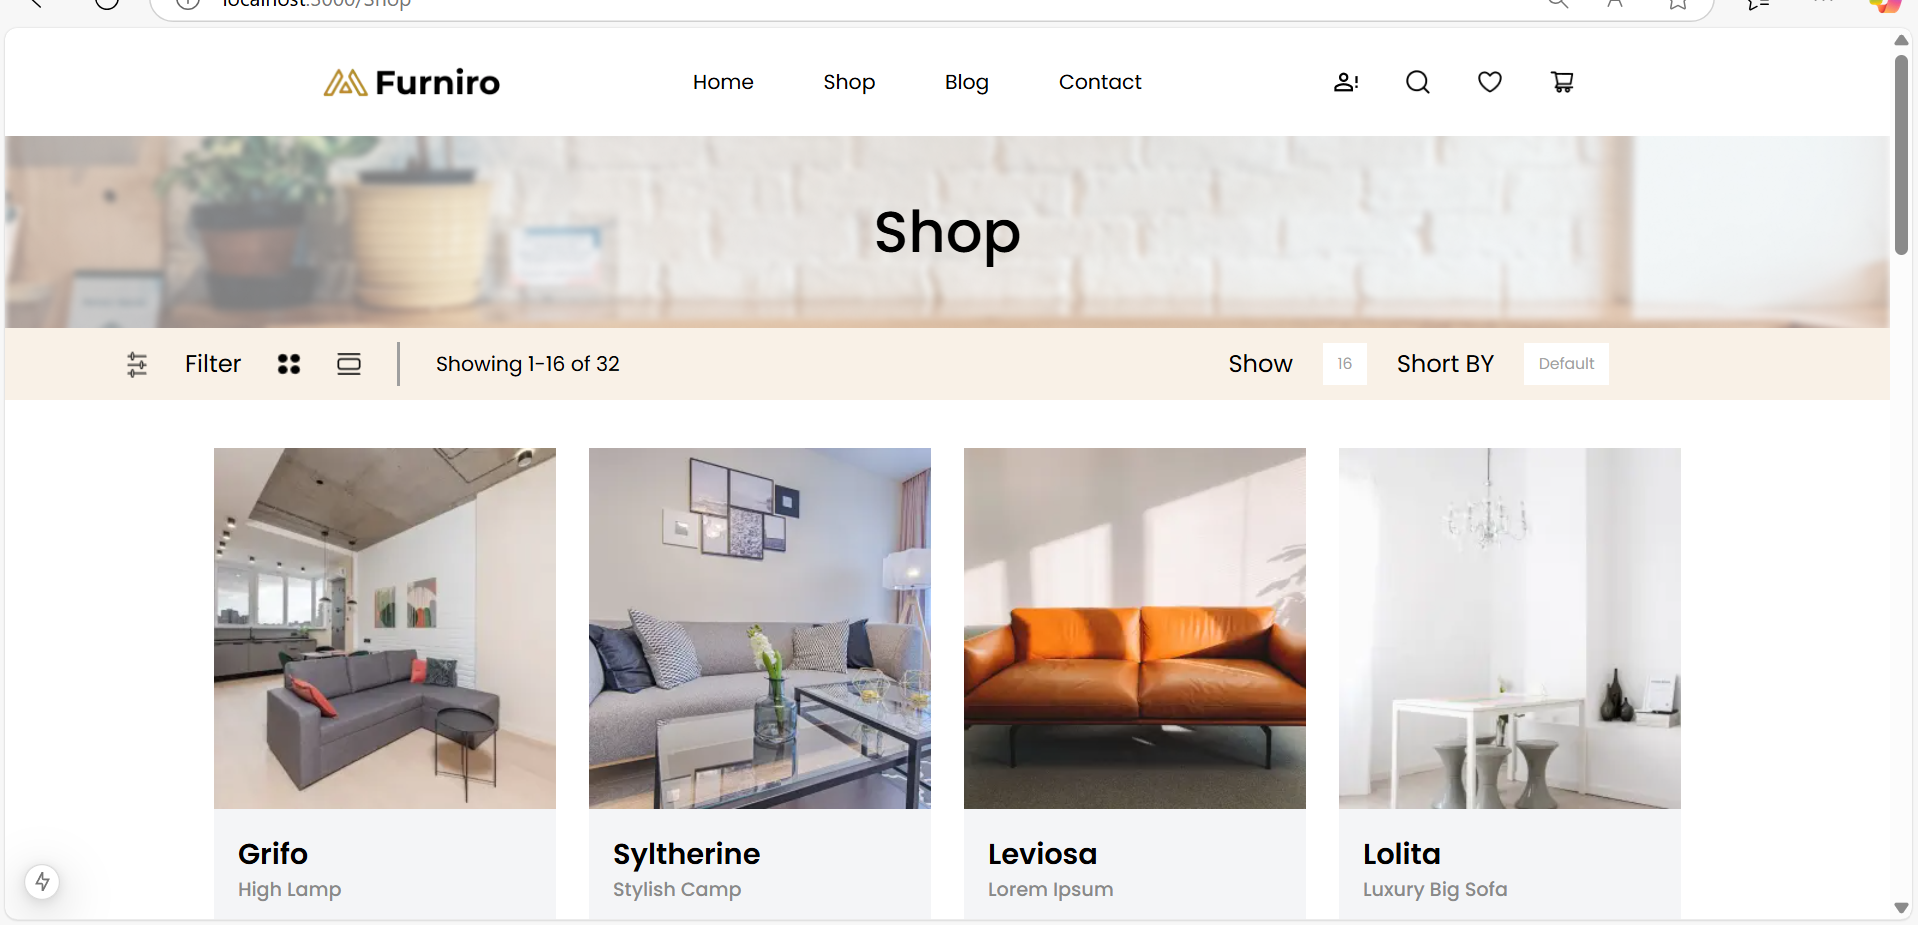 localhost:3000/Shop
Furniro
Home
Shop
Blog
Contact
Shop
Filter
Showing 1-16 of 32
Show
16
Short BY
Default
Grifo
High Lamp
Syltherine
Stylish Camp
Leviosa
Lorem Ipsum
Lolita
Luxury Big Sofa